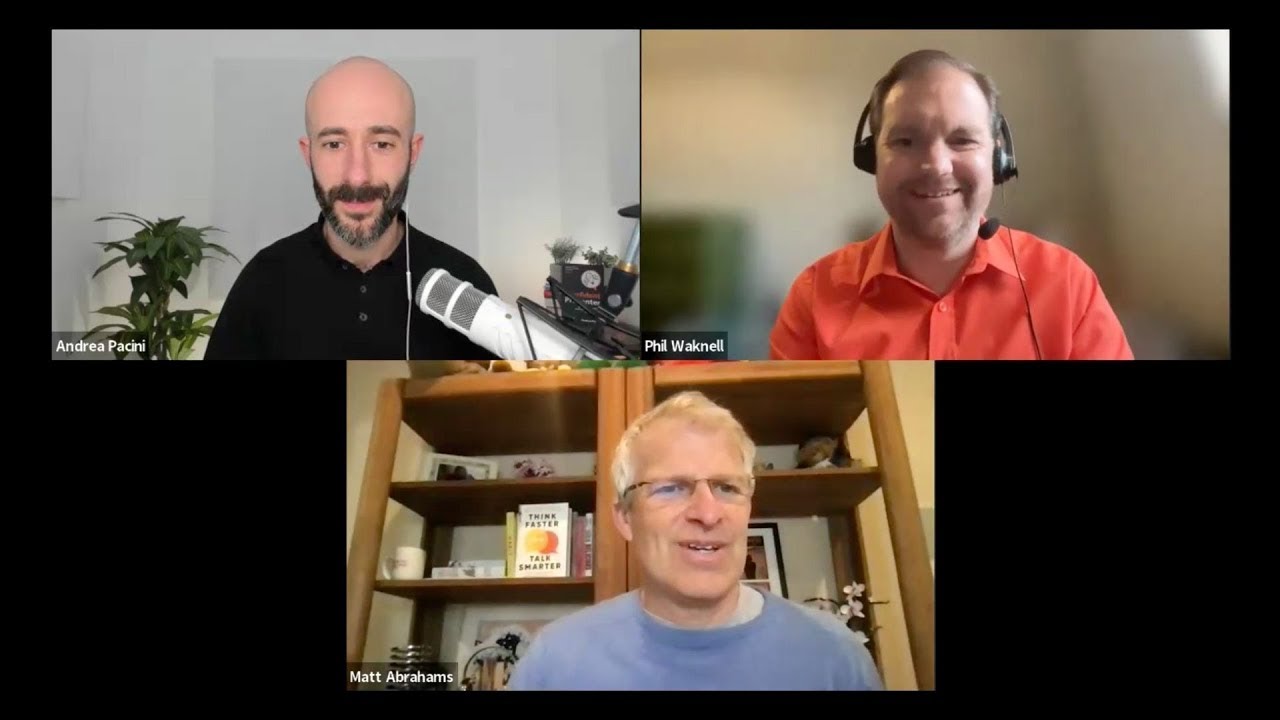 Andrea Pacini
Phil Waknell
THINK
FASTER
TALK
SMARTER
Matt Abrahams